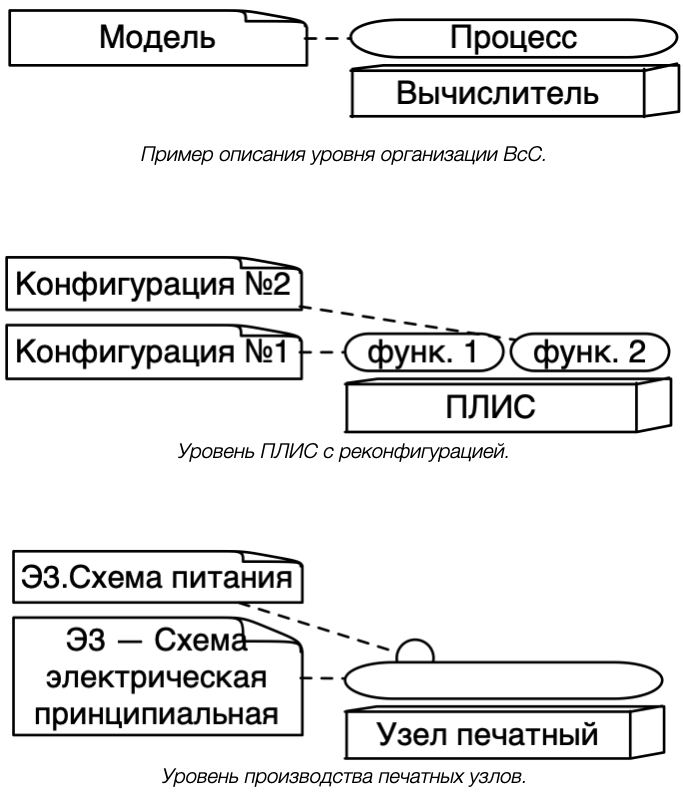 Модель
Процесс
Вычислитель
Пример описания уровня организации ВсС.
Конфигурация №2
Конфигурация №1
функ. 1
функ. 2
ПЛИС
Уровень ПЛИС с реконфигурацией.
Э3.Схема питания
Э3 — Схема
электрическая
принципиальная
Узел печатный
Уровень производства печатных узлов.